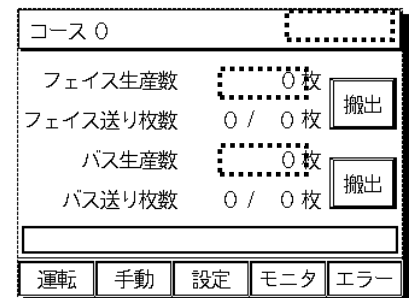 コース 0
フェイス生産数 0 枚
搬出
フェイス送り枚数 0 / 0 枚
バス生産数 0 枚
搬出
バス送り枚数 0 / 0 枚
運転 手動 設定 モニタ エラー